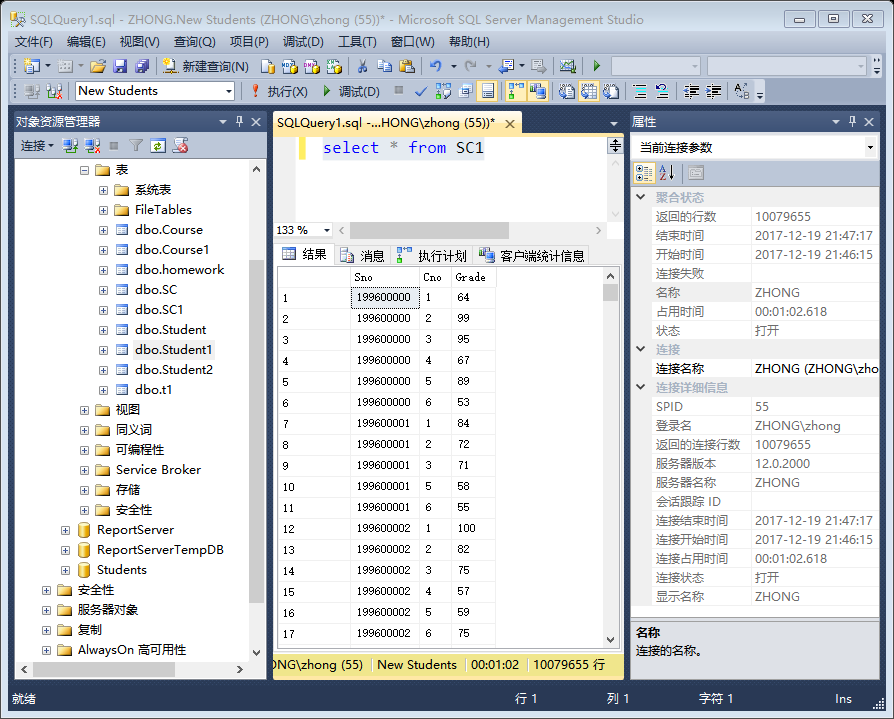 SQLQuery1.sql - ZHONG.New Students (ZHONG\zhong (55))* - Microsoft SQL Server Management Studio
文件(F) 编辑(E) 视图(V) 查询(Q) 项目(P) 调试(D) 工具(T) 窗口(W) 帮助(H)
新建查询(N)
New Students 执行(X) 调试(D)
对象资源管理器
连接
表
系统表
FileTables
dbo.Course
dbo.Course1
dbo.homework
dbo.SC
dbo.SC1
dbo.Student
dbo.Student1
dbo.Student2
dbo.t1
视图
同义词
可编程性
Service Broker
存储
安全性
ReportServer
ReportServerTempDB
Students
安全性
服务器对象
复制
AlwaysOn 高可用性
SQLQuery1.sql -...HONG\zhong (55))*
select * from SC1
133 %
结果 消息 执行计划 客户端统计信息
Sno Cno Grade
1 199600000 1 64
2 199600000 2 99
3 199600000 3 95
4 199600000 4 67
5 199600000 5 89
6 199600000 6 53
7 199600001 1 84
8 199600001 2 72
9 199600001 3 71
10 199600001 5 58
11 199600001 6 55
12 199600002 1 100
13 199600002 2 82
14 199600002 3 75
15 199600002 4 57
16 199600002 5 59
17 199600002 6 75
ONG\zhong (55) New Students 00:01:02 10079655 行
属性
当前连接参数
聚合状态
返回的行数 10079655
结束时间 2017-12-19 21:47:17
开始时间 2017-12-19 21:46:15
连接失败
名称 ZHONG
占用时间 00:01:02.618
状态 打开
连接
连接名称 ZHONG (ZHONG\zho
连接详细信息
SPID 55
登录名 ZHONG\zhong
返回的连接行数 10079655
服务器版本 12.0.2000
服务器名称 ZHONG
会话跟踪 ID
连接结束时间 2017-12-19 21:47:17
连接开始时间 2017-12-19 21:46:15
连接占用时间 00:01:02.618
连接状态 打开
显示名称 ZHONG
名称
连接的名称。
就绪 行 1 列 1 字符 1 Ins